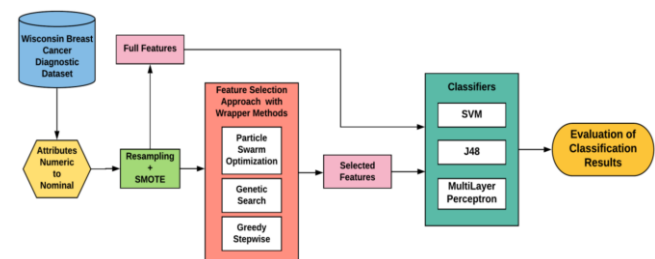 Wisconsin Breast
Cancer
Diagnostic
Dataset
Attributes
Numeric
to
Nominal
Full Features
Resampling
+
SMOTE
Feature Selection
Approach with
Wrapper Methods
Particle
Swarm
Optimization
Genetic
Search
Greedy
Stepwise
Selected
Features
Classifiers
SVM
J48
MultiLayer
Perceptron
Evaluation of
Classification
Results